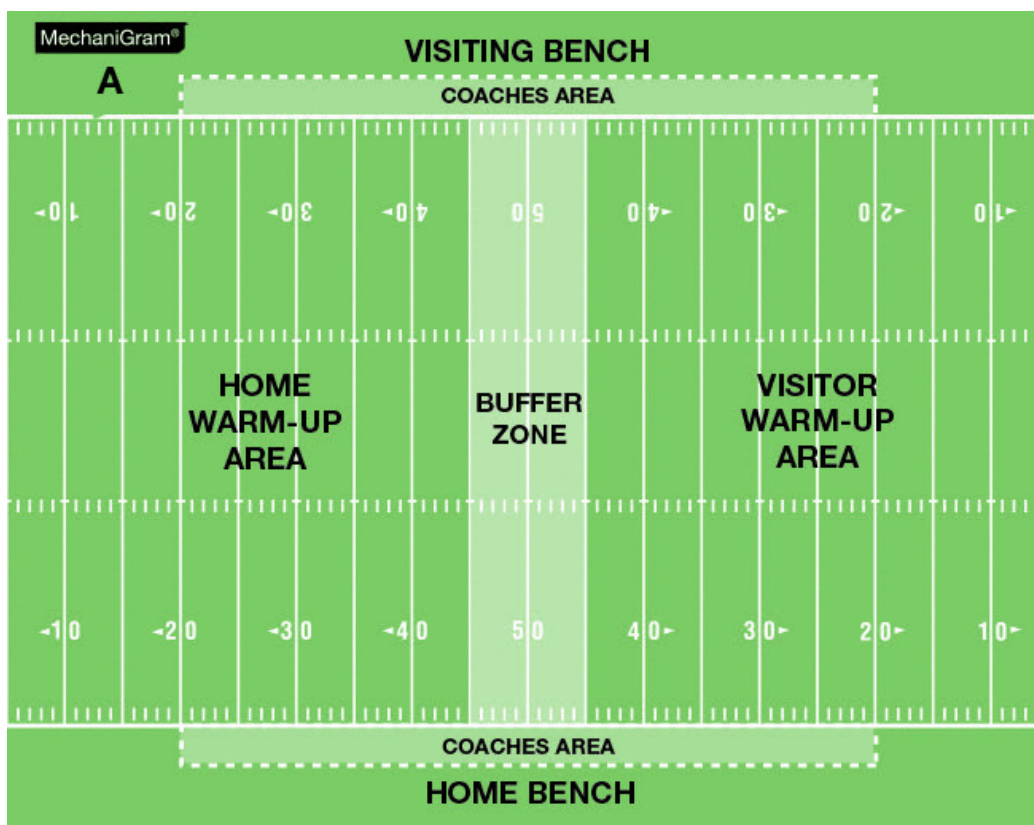 MechaniGram®
A
VISITING BENCH
COACHES AREA
◄10 ◄20 ◄30 ◄40 50 40► 30► 20► 10►
HOME
WARM-UP
AREA
BUFFER
ZONE
VISITOR
WARM-UP
AREA
◄10 ◄20 ◄30 ◄40 50 40► 30► 20► 10►
COACHES AREA
HOME BENCH